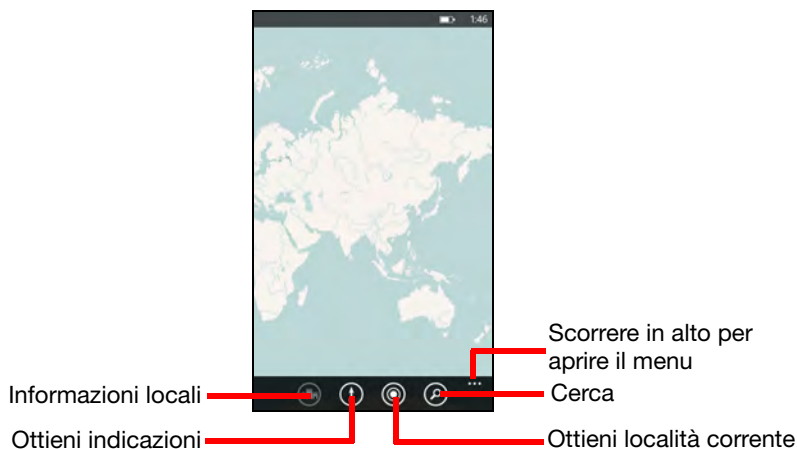 1:46
Scorrere in alto per
aprire il menu
Informazioni locali
Cerca
Ottieni indicazioni
Ottieni località corrente